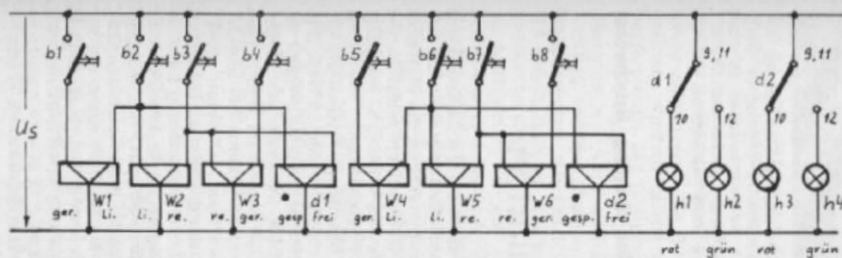 b1 b2 b3 b4 b5 b6 b7 b8 9,11 9,11
d1 d2
Us 10 12 10 12
W1 W2 W3 d1 W4 W5 W6 d2 h1 h2 h3 h4
ger. Li. li. re. re. ger. gesp. frei ger. Li. li. re. re. ger. gesp. frei
rot grün rot grün